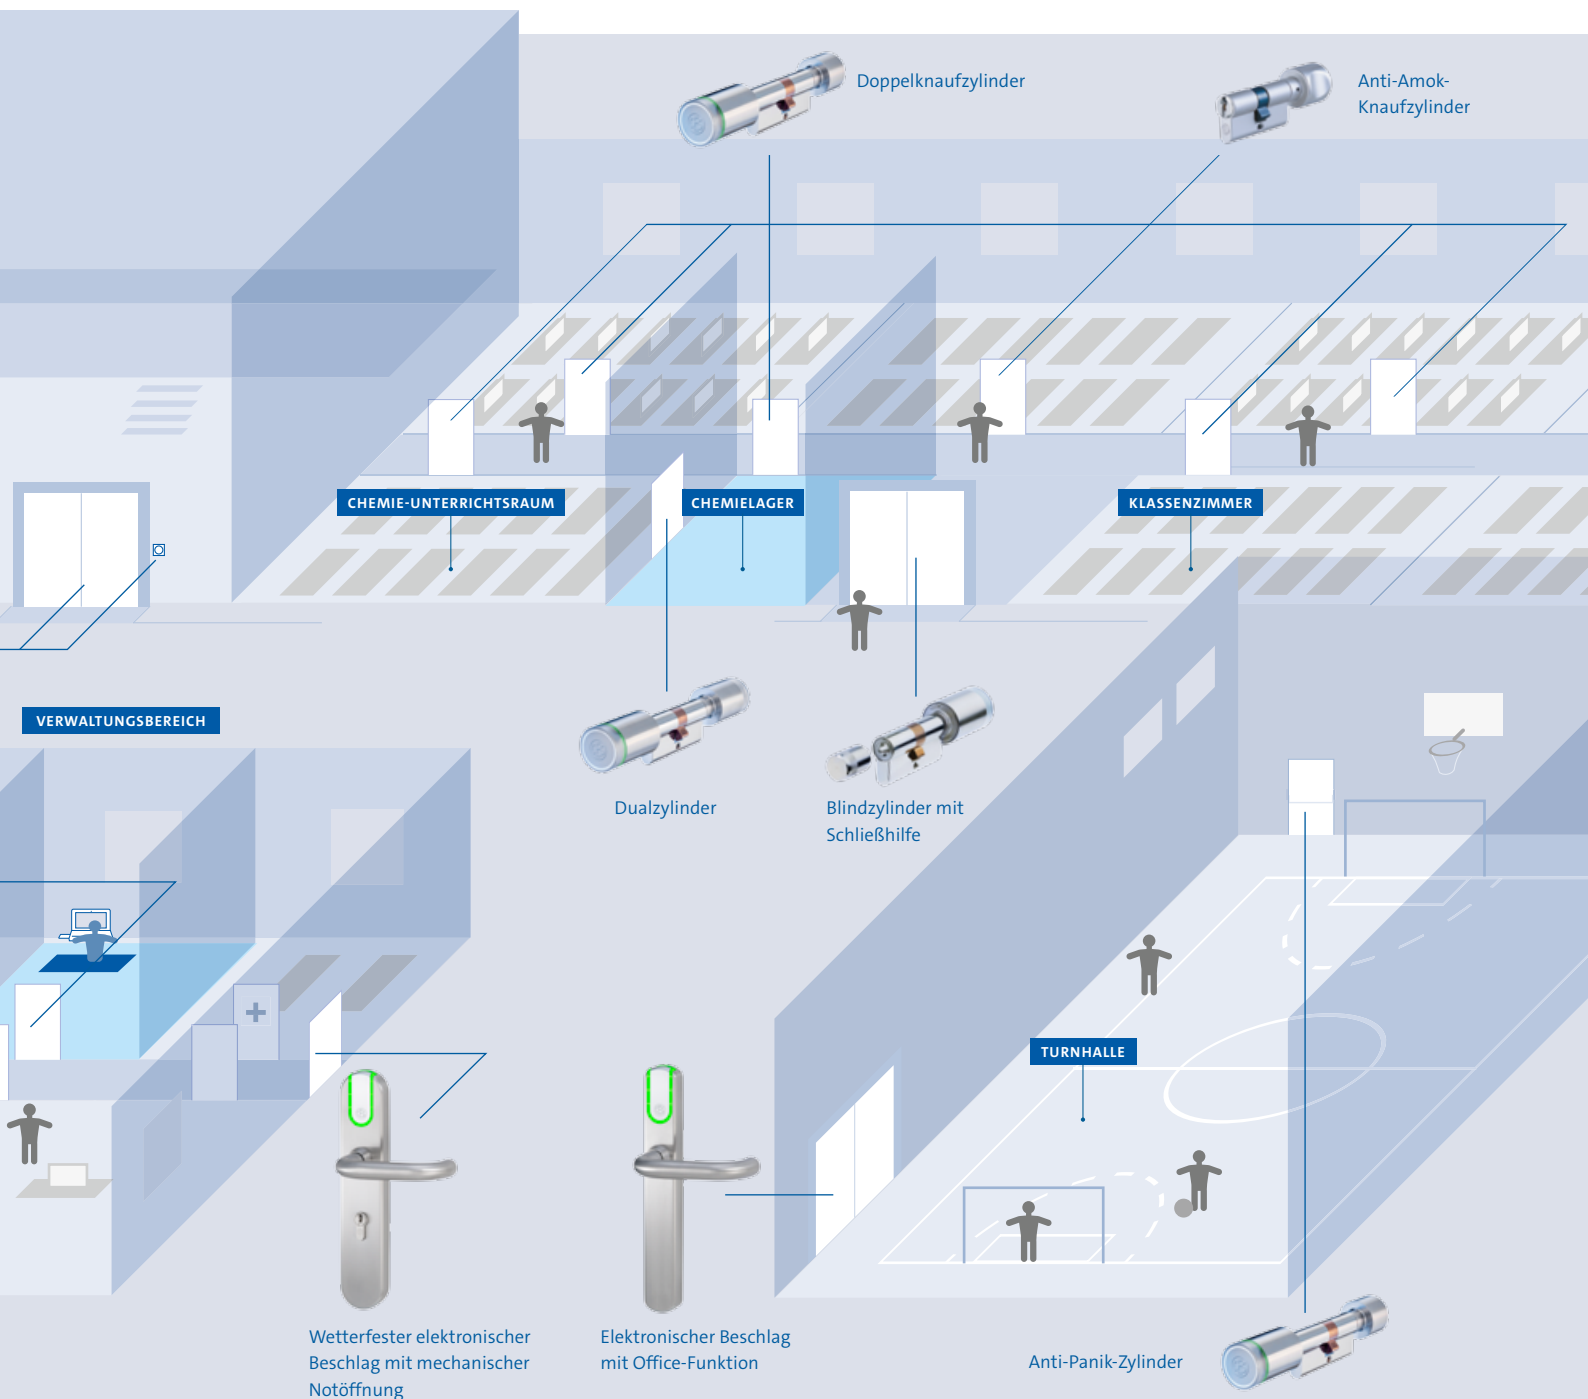 Doppelknaufzylinder
Anti-Amok-
Knaufzylinder
CHEMIE-UNTERRICHTSRAUM
CHEMIELAGER
KLASSENZIMMER
VERWALTUNGSBEREICH
Dualzylinder
Blindzylinder mit
Schließhilfe
TURNHALLE
Wetterfester elektronischer
Beschlag mit mechanischer
Notöffnung
Elektronischer Beschlag
mit Office-Funktion
Anti-Panik-Zylinder